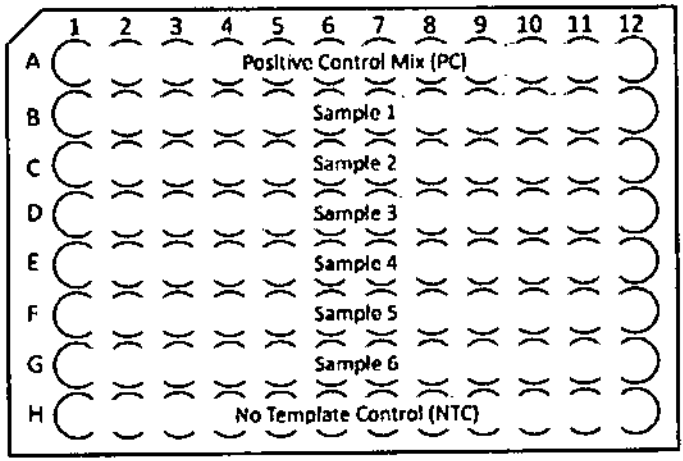 1 2 3 4 5 6 7 8 9 10 11 12
A Positive Control Mix (PC)
B Sample 1
C Sample 2
D Sample 3
E Sample 4
F Sample 5
G Sample 6
H No Template Control (NTC)